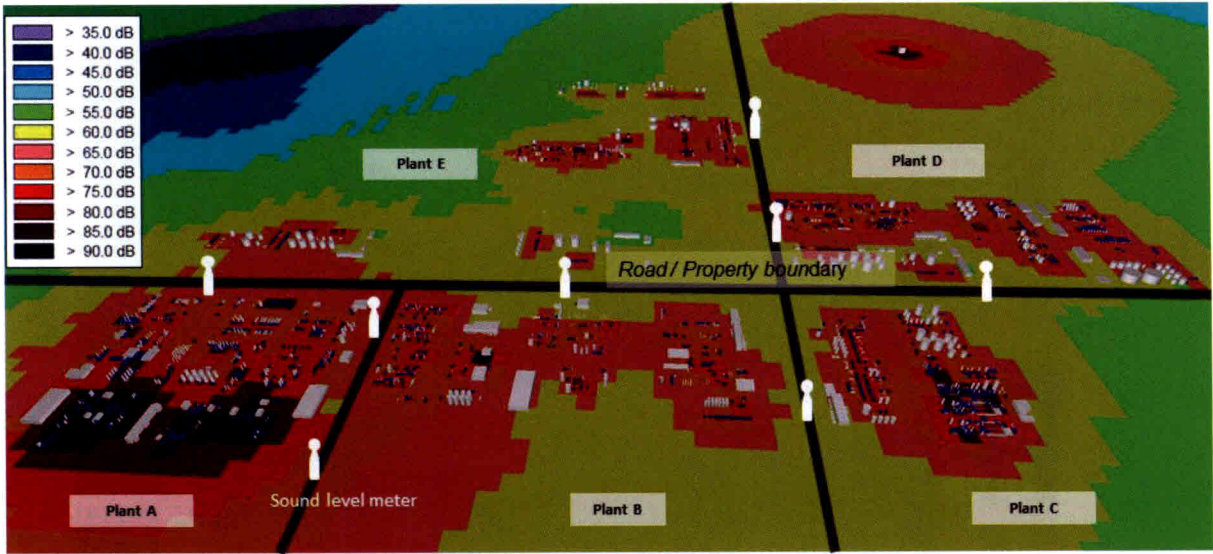 > 35.0 dB
> 40.0 dB
> 45.0 dB
> 50.0 dB
> 55.0 dB
> 60.0 dB
> 65.0 dB
> 70.0 dB
> 75.0 dB
> 80.0 dB
> 85.0 dB
> 90.0 dB
Plant E
Plant D
Road / Property boundary
Sound level meter
Plant A
Plant B
Plant C